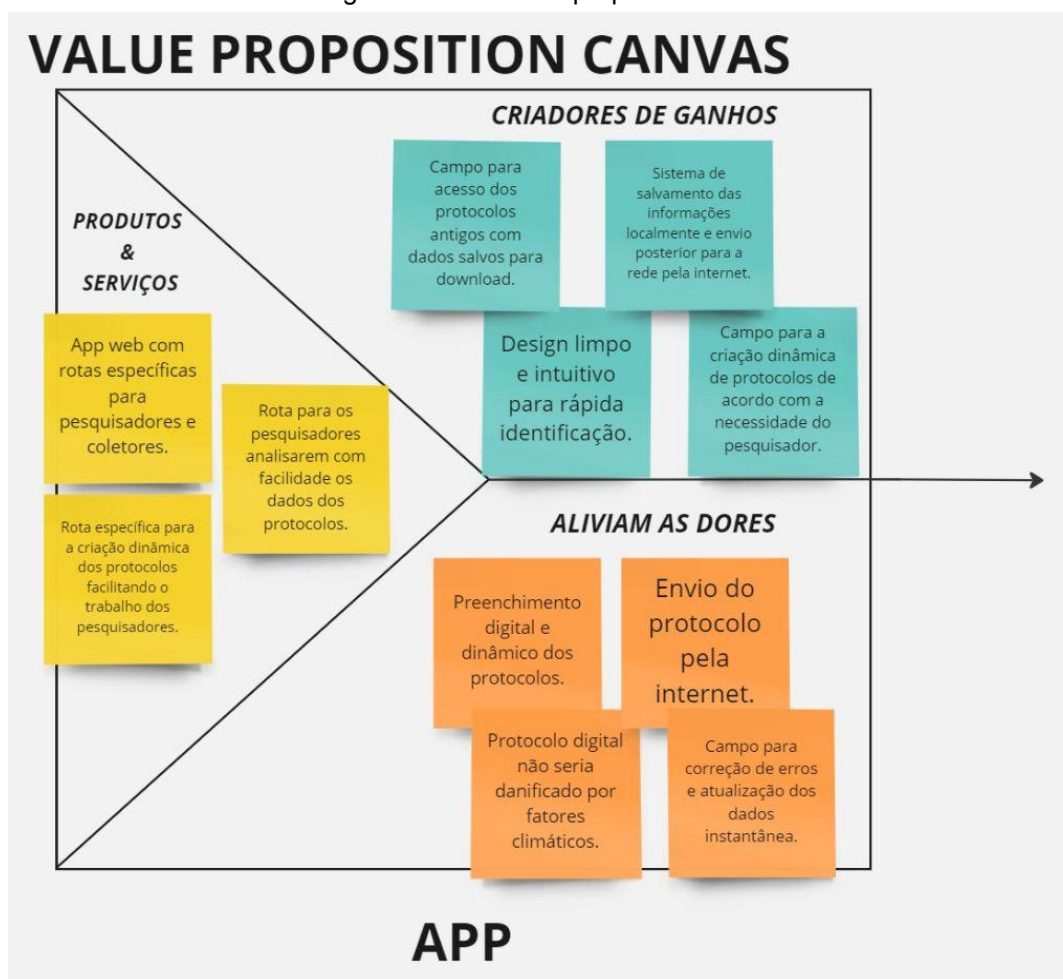 VALUE PROPOSITION CANVAS
CRIADORES DE GANHOS
Campo para
acesso dos
protocolos
antigos com
dados salvos para
download.
Sistema de
salvamento das
informações
localmente e envio
posterior para a
rede pela internet.
Design limpo
e intuitivo
para rápida
identificação.
Campo para a
criação dinâmica
de protocolos de
acordo com a
necessidade do
pesquisador.
PRODUTOS
&
SERVIÇOS
App web com
rotas específicas
para
pesquisadores e
coletores.
Rota para os
pesquisadores
analisarem com
facilidade os
dados dos
protocolos.
Rota específica para
a criação dinâmica
dos protocolos
facilitando o
trabalho dos
pesquisadores.
ALIVIAM AS DORES
Preenchimento
digital e
dinâmico dos
protocolos.
Envio do
protocolo
pela
internet.
Protocolo digital
não seria
danificado por
fatores
climáticos.
Campo para
correção de erros
e atualização dos
dados
instantânea.
APP